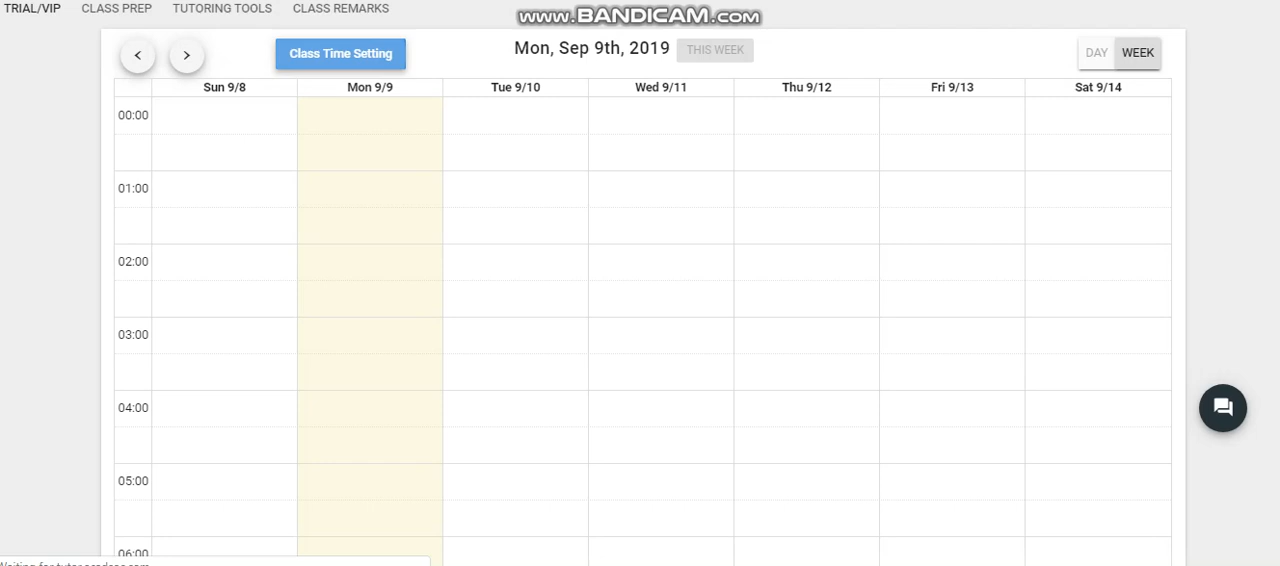 TRIAL/VIP CLASS PREP TUTORING TOOLS CLASS REMARKS
www.BANDICAM.com
< > Class Time Setting Mon, Sep 9th, 2019 THIS WEEK DAY WEEK
Sun 9/8 Mon 9/9 Tue 9/10 Wed 9/11 Thu 9/12 Fri 9/13 Sat 9/14
00:00
01:00
02:00
03:00
04:00
05:00
06:00